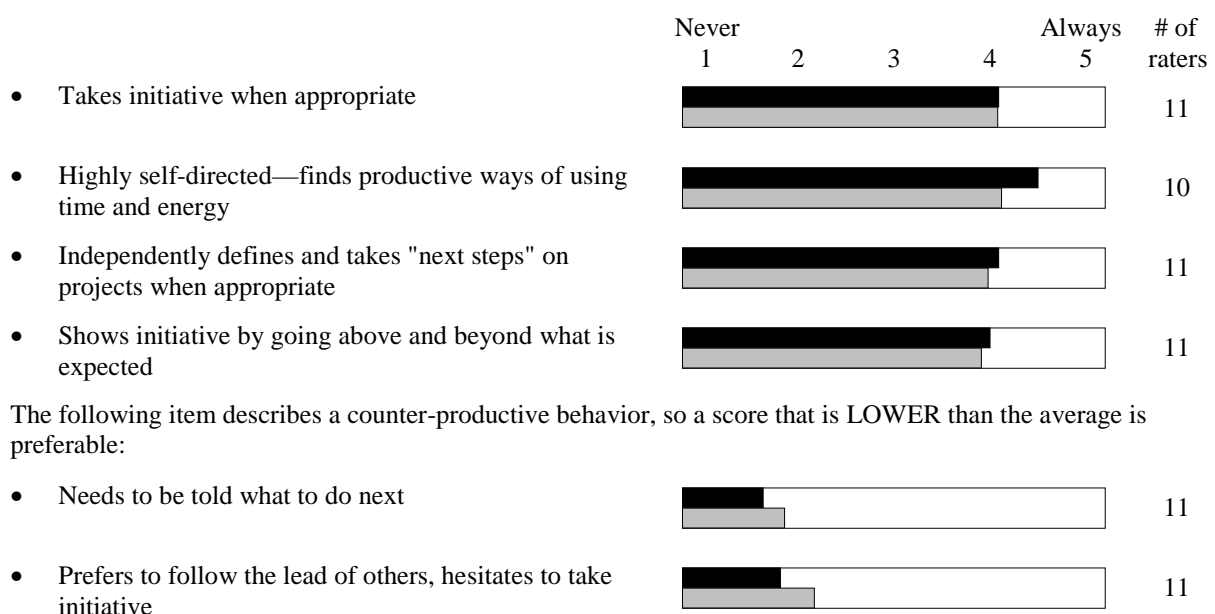 Never Always # of
1 2 3 4 5 raters
• Takes initiative when appropriate 11
• Highly self-directed—finds productive ways of using
time and energy 10
• Independently defines and takes "next steps" on
projects when appropriate 11
• Shows initiative by going above and beyond what is
expected 11
The following item describes a counter-productive behavior, so a score that is LOWER than the average is
preferable:
• Needs to be told what to do next 11
• Prefers to follow the lead of others, hesitates to take
initiative 11